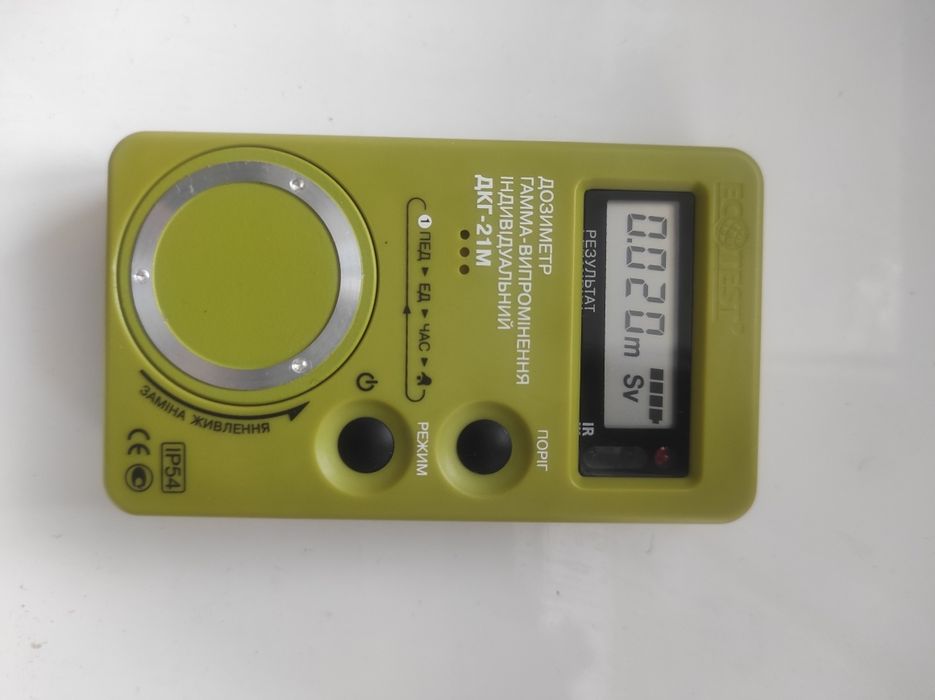 ECOTEST
РЕЗУЛЬТАТ
0.020 m Sv
IR
ДОЗИМЕТР
ГАММА-ВИПРОМІНЕННЯ
ІНДИВІДУАЛЬНИЙ
ДКГ-21М
ПОРІГ
1 ПЕД ▸ ЕД ▸ ЧАС ▸
РЕЖИМ
ЗАМІНА ЖИВЛЕННЯ
CE
IP54